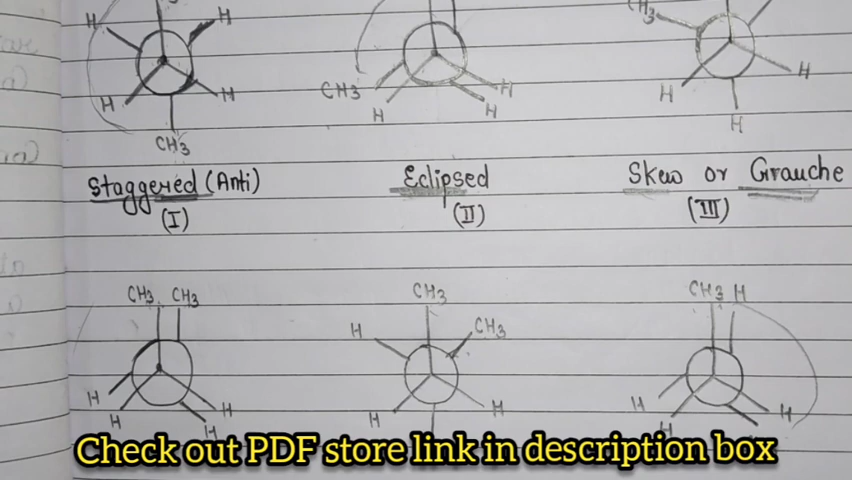 H H
H H
CH3
CH3 H H H
CH3 H H H
Staggered (Anti) Eclipsed Skew or Grauche
(I) (II) (III)
CH3 CH3 CH3 CH3 H
H CH3
H H H H
H H H H H H
Check out PDF store link in description box